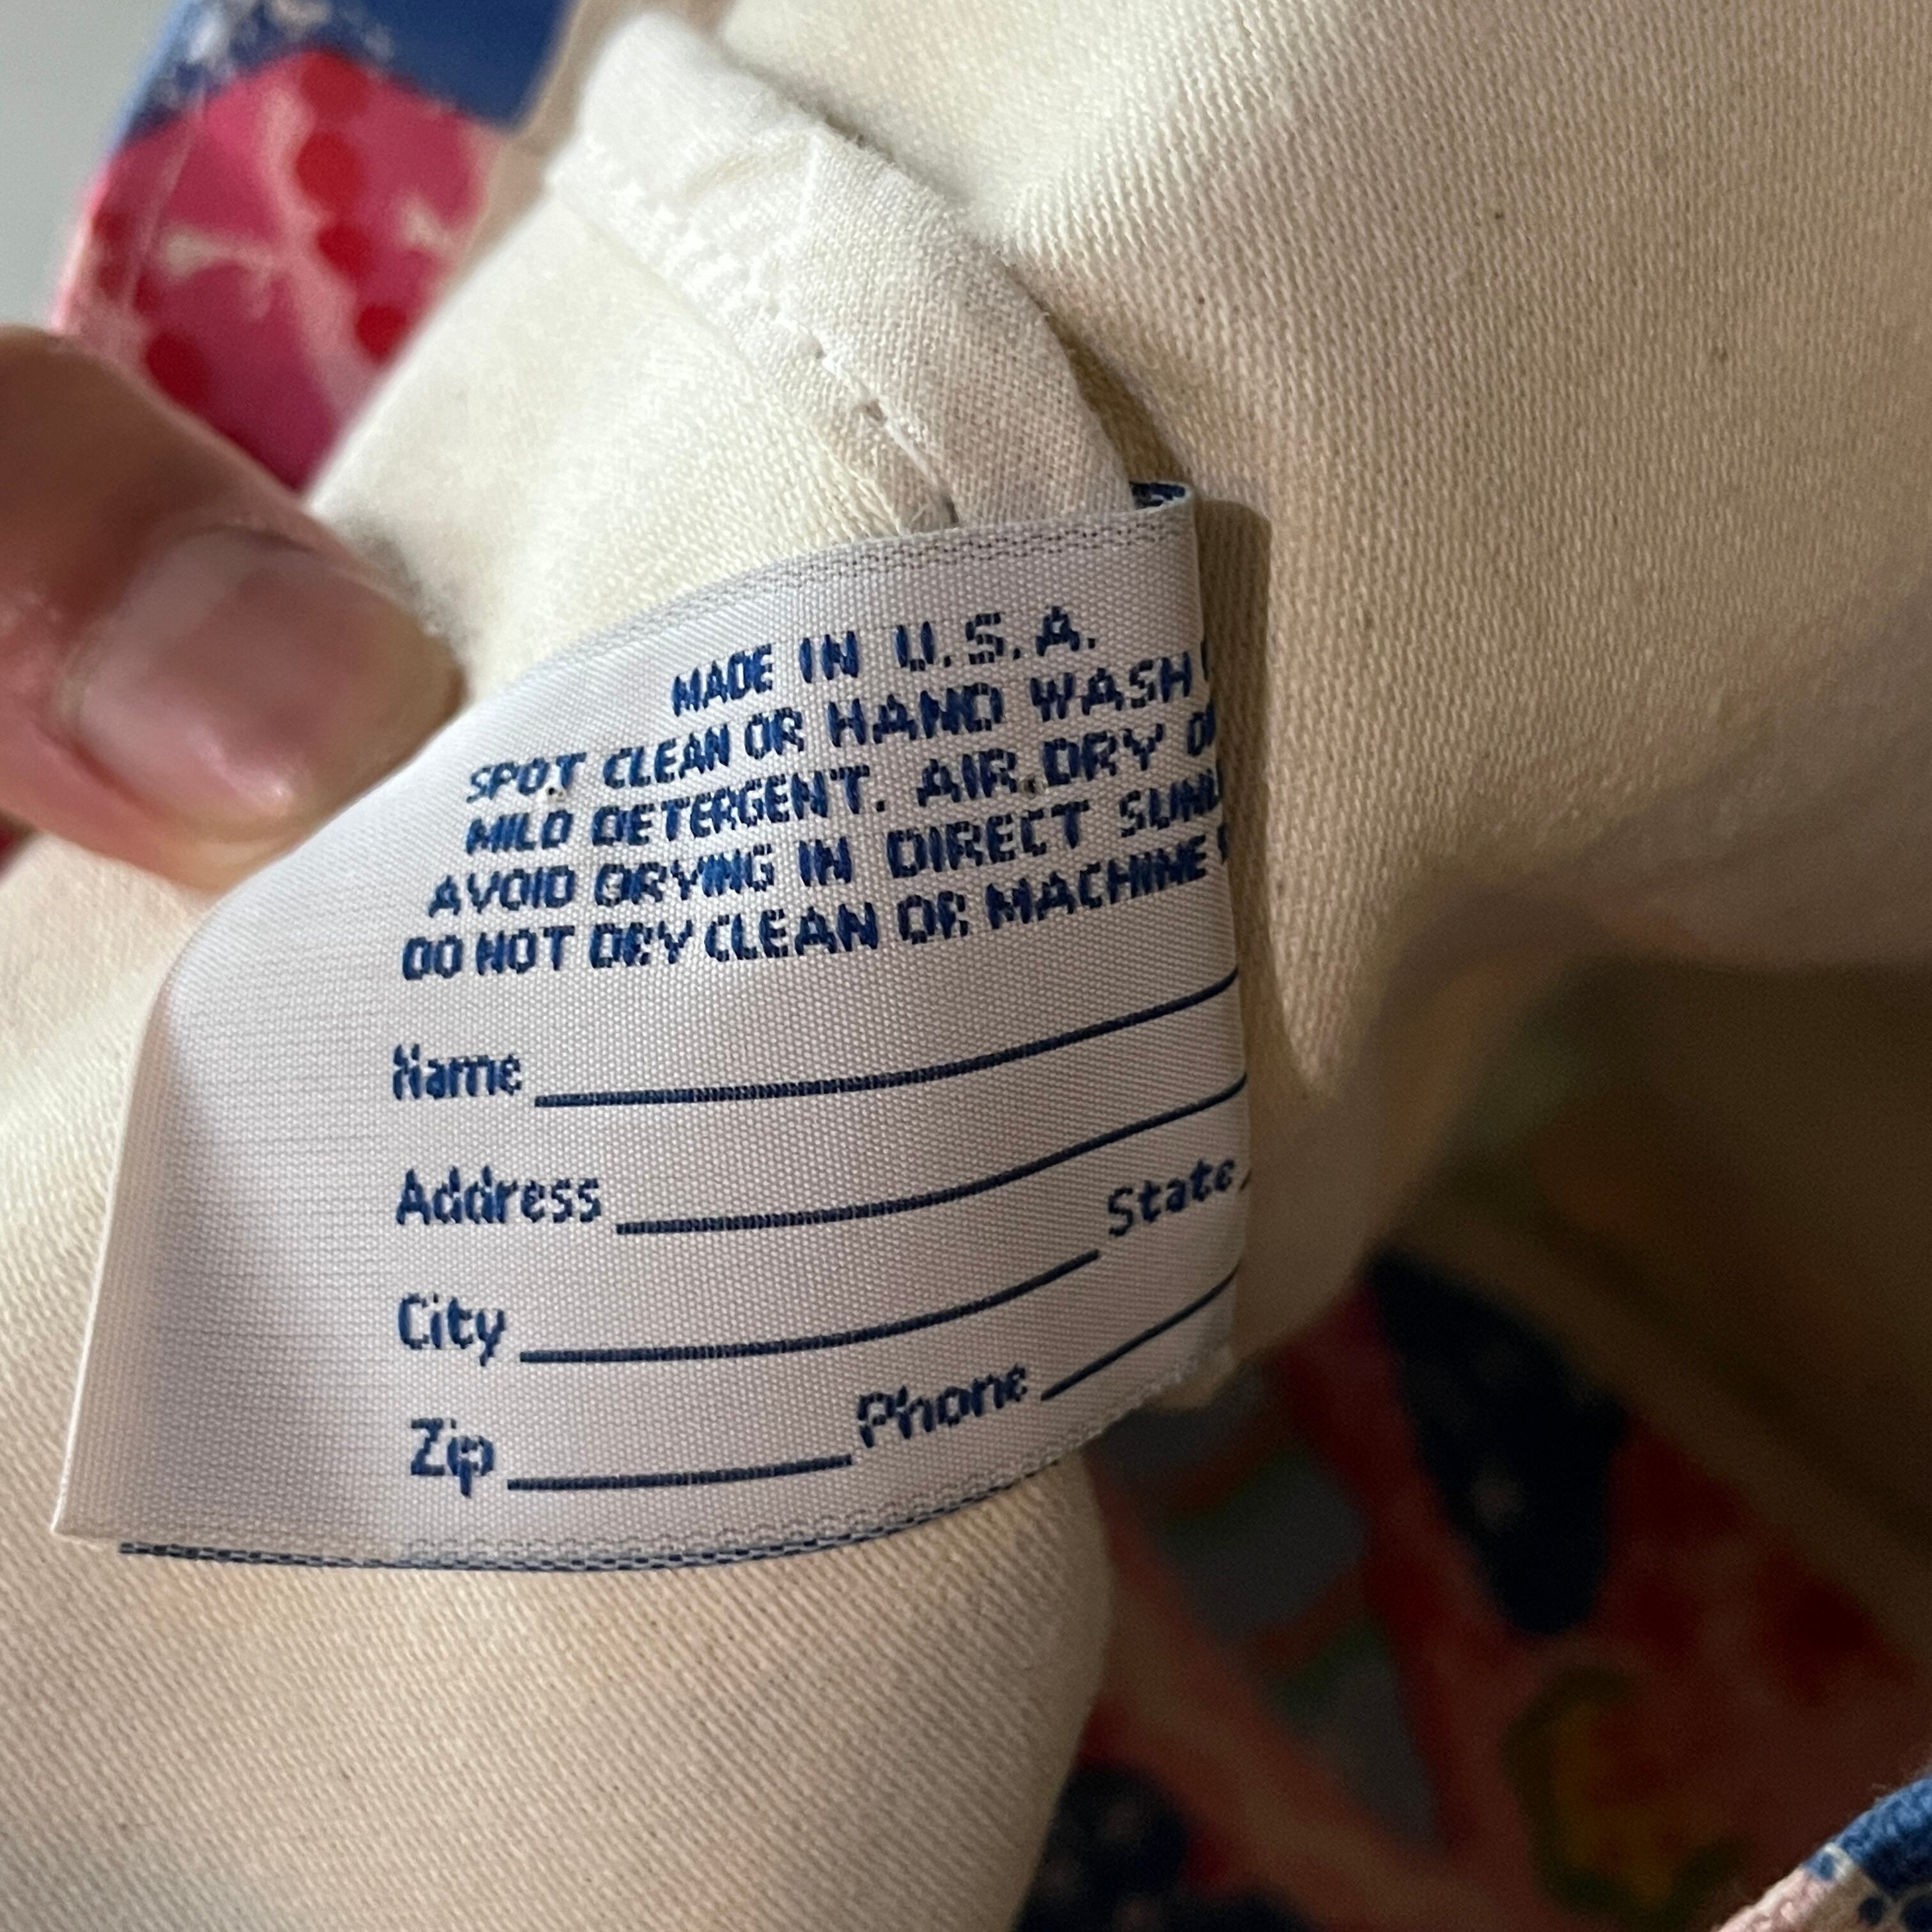 MADE IN U.S.A.
SPOT CLEAN OR HAND WASH
MILD DETERGENT. AIR DRY
AVOID DRYING IN DIRECT
DO NOT DRY CLEAN OR MACHINE
Name
Address
City State
Zip Phone